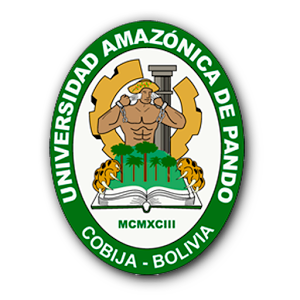 UNIVERSIDAD AMAZÓNICA DE PANDO
MCMXCIII
COBIJA - BOLIVIA